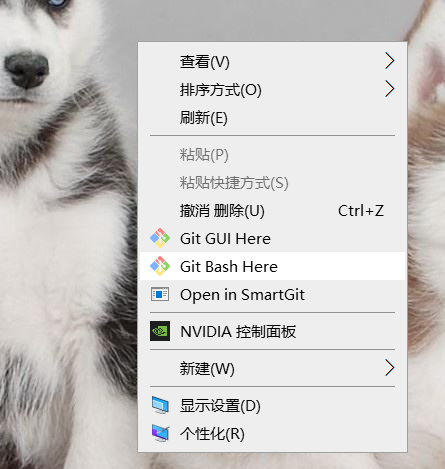 查看(V)
排序方式(O)
刷新(E)
粘贴(P)
粘贴快捷方式(S)
撤消 删除(U) Ctrl+Z
Git GUI Here
Git Bash Here
Open in SmartGit
NVIDIA 控制面板
新建(W)
显示设置(D)
个性化(R)